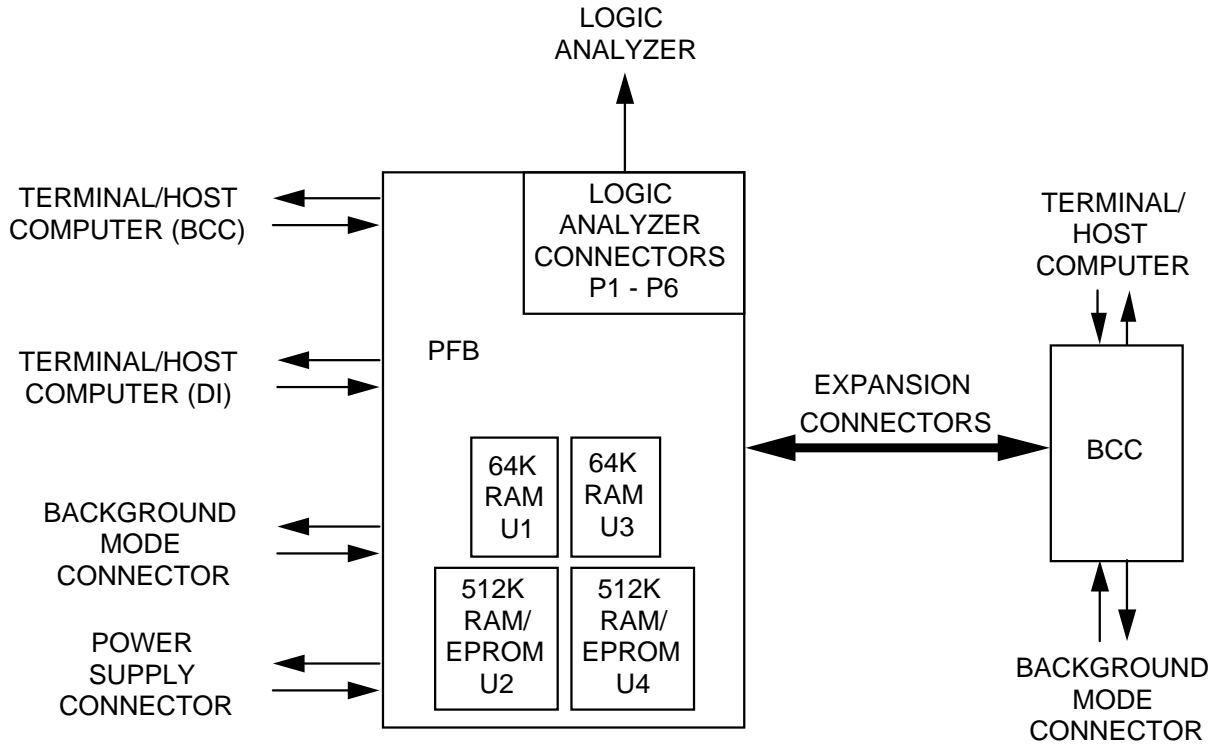 LOGIC
ANALYZER
TERMINAL/HOST
COMPUTER (BCC)
LOGIC
ANALYZER
CONNECTORS
P1 - P6
TERMINAL/
HOST
COMPUTER
TERMINAL/HOST
COMPUTER (DI)
PFB
EXPANSION
CONNECTORS
BCC
BACKGROUND
MODE
CONNECTOR
64K
RAM
U1
64K
RAM
U3
POWER
SUPPLY
CONNECTOR
512K
RAM/
EPROM
U2
512K
RAM/
EPROM
U4
BACKGROUND
MODE
CONNECTOR